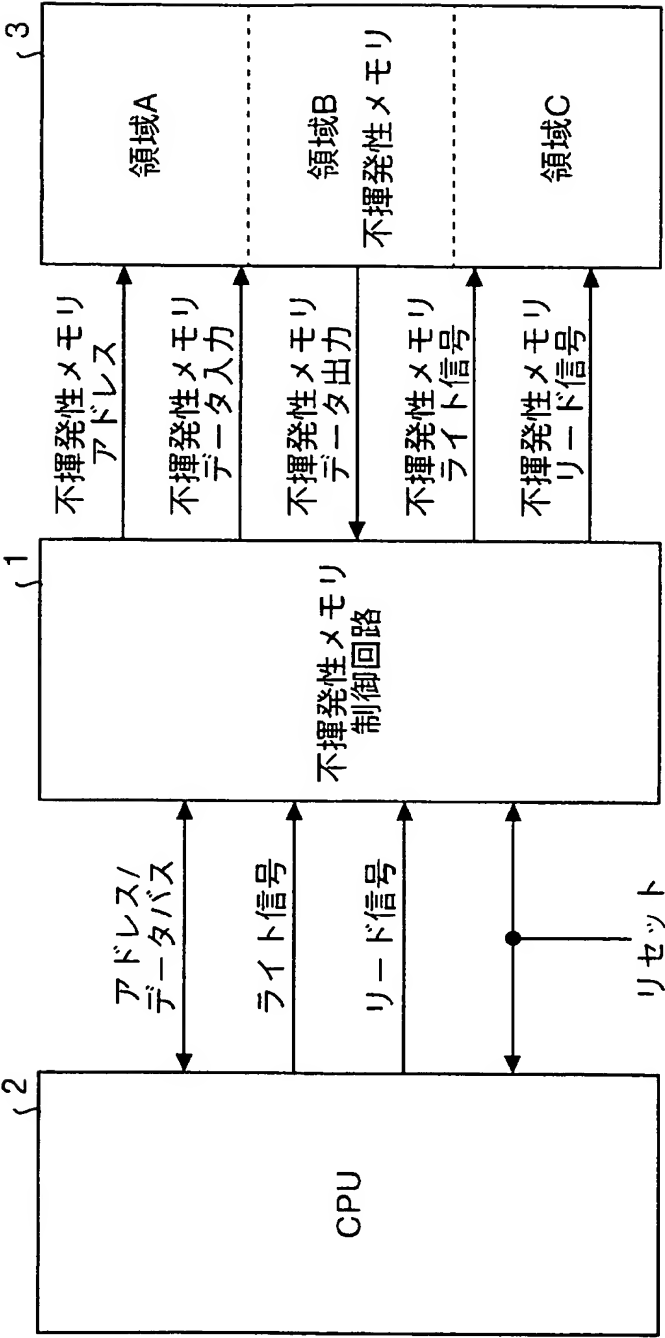 2
CPU
アドレス/
データバス
ライト信号
リード信号
リセット
1
不揮発性メモリ
制御回路
不揮発性メモリ
アドレス
不揮発性メモリ
データ入力
不揮発性メモリ
データ出力
不揮発性メモリ
ライト信号
不揮発性メモリ
リード信号
3
領域A
領域B
不揮発性メモリ
領域C